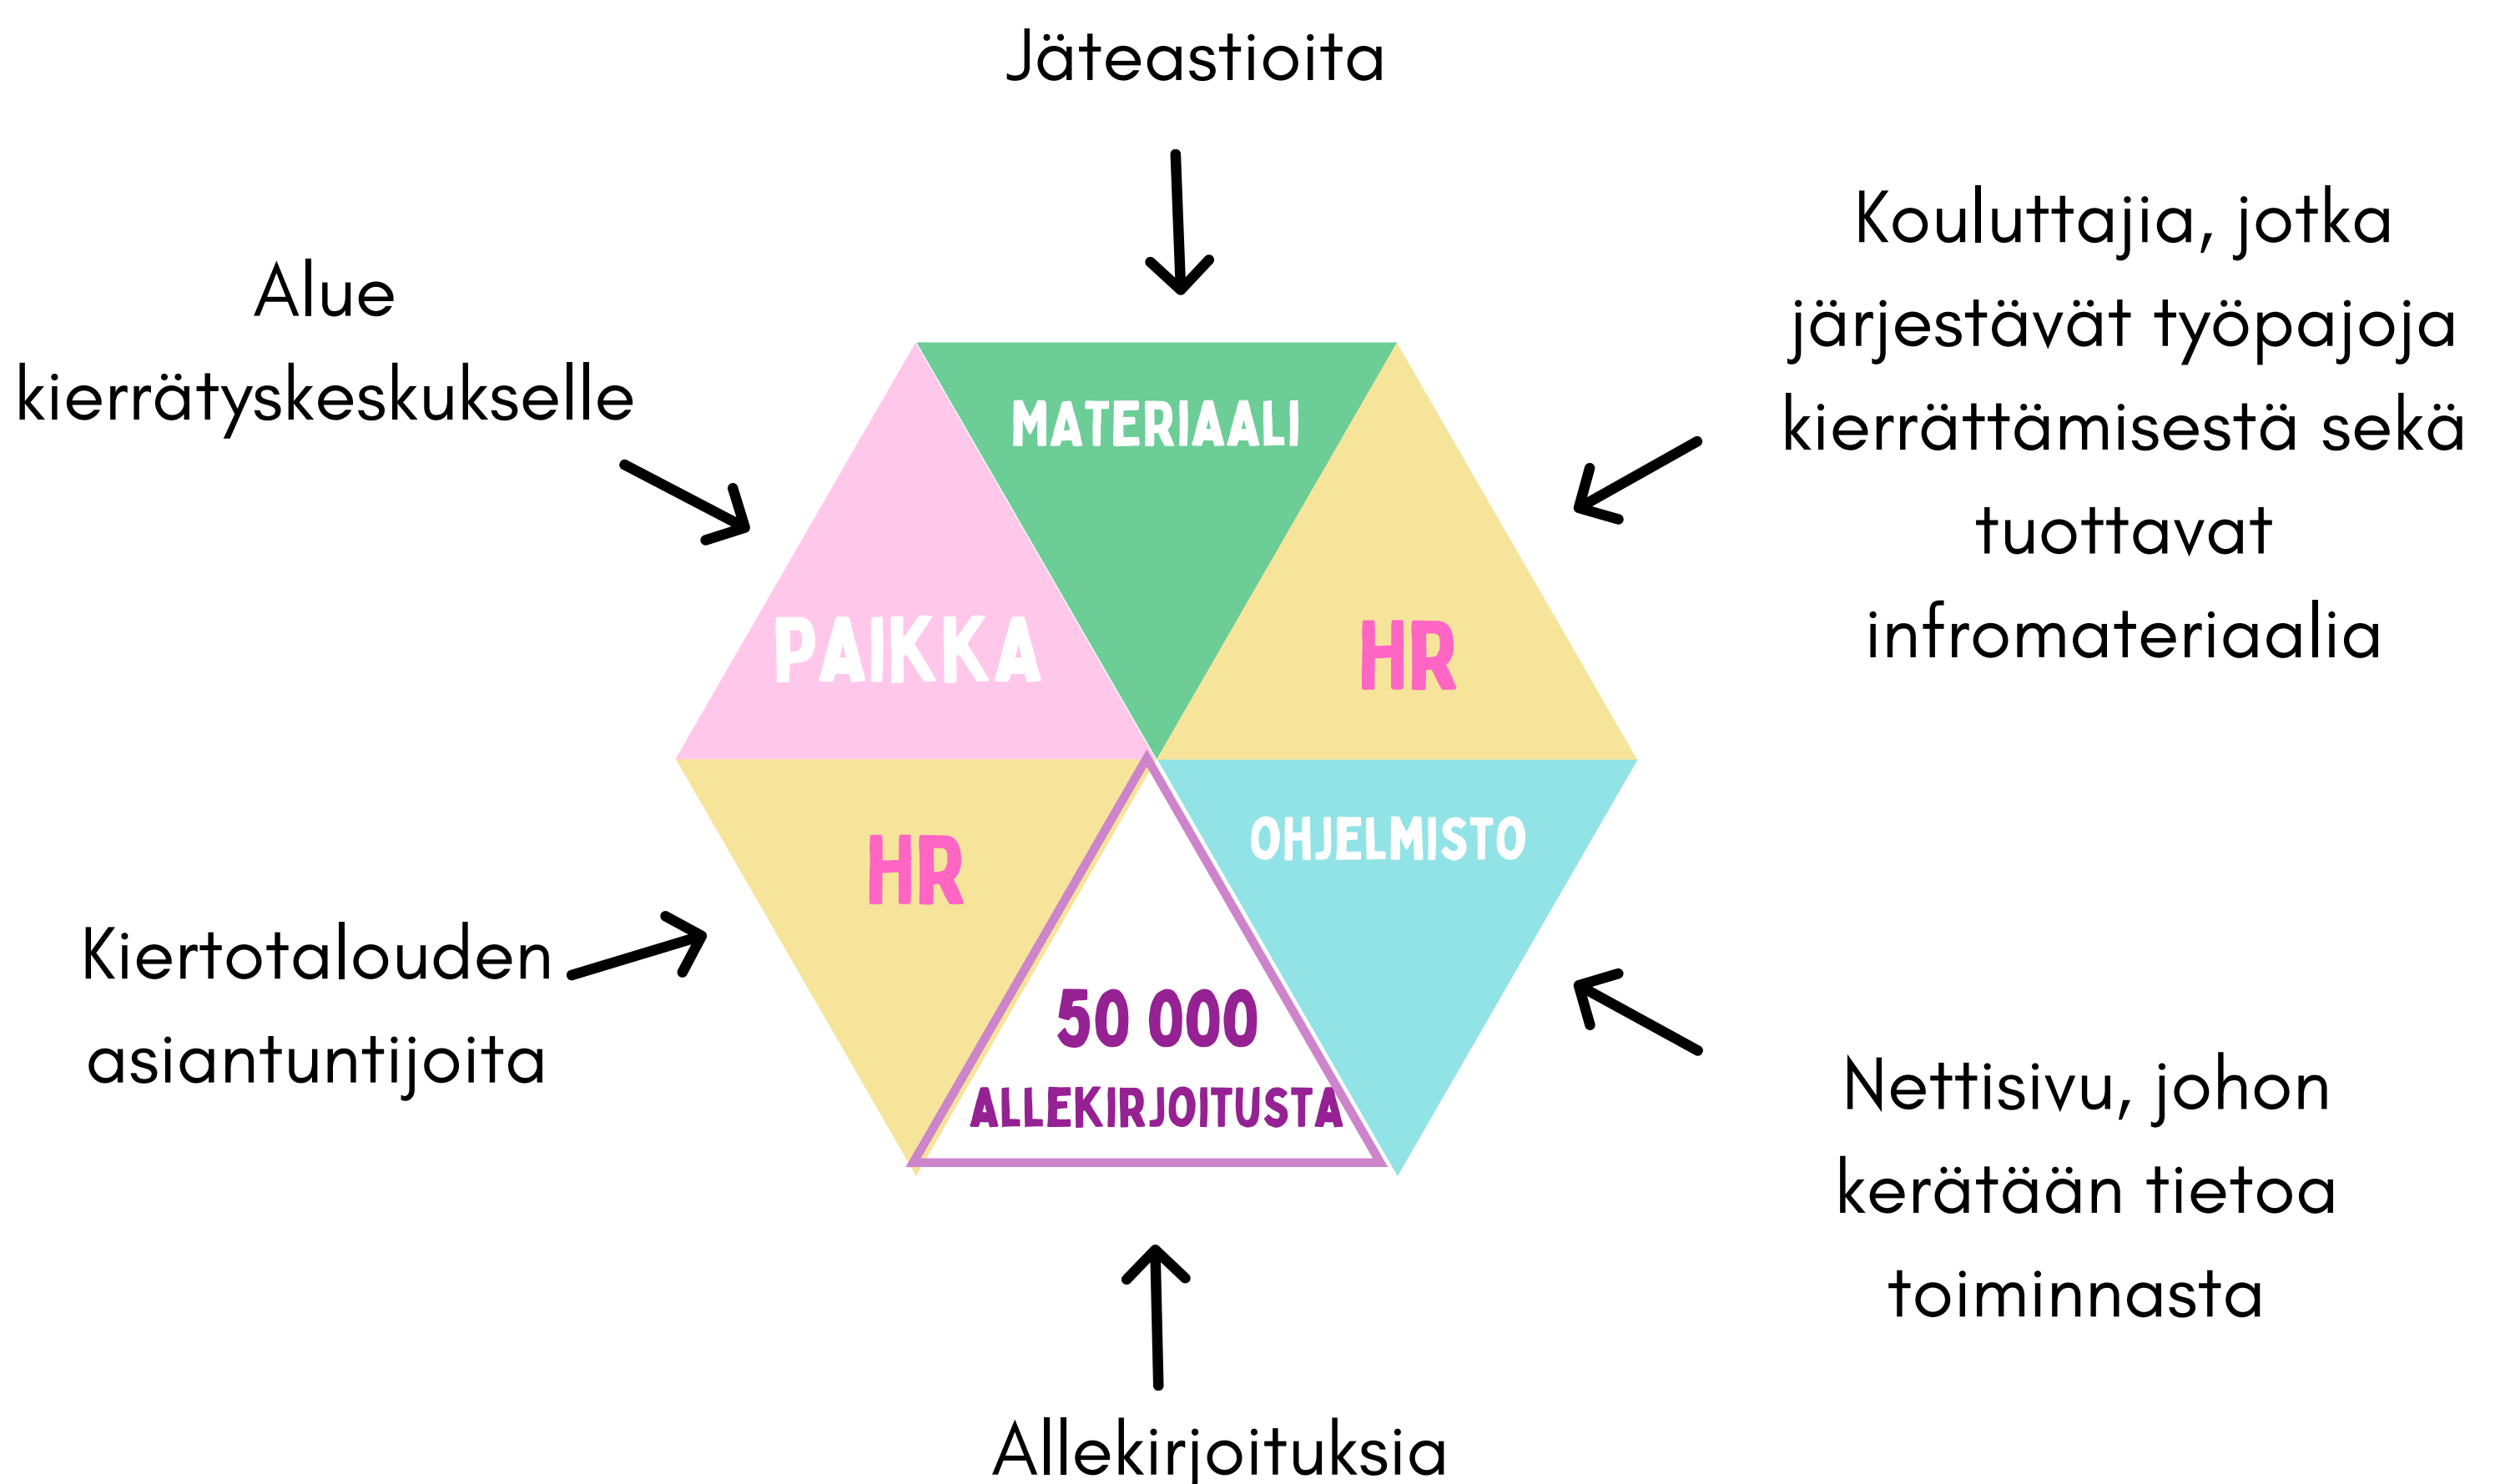 Jäteastioita
Alue
kierrätyskeskukselle
Kouluttajia, jotka
järjestävät työpajoja
kierrättämisestä sekä
tuottavat
infromateriaalia
MATERIAALI
PAIKKA
HR
HR
OHJELMISTO
50 000
ALLEKIRJOITUSTA
Kiertotalouden
asiantuntijoita
Nettisivu, johon
kerätään tietoa
toiminnasta
Allekirjoituksia